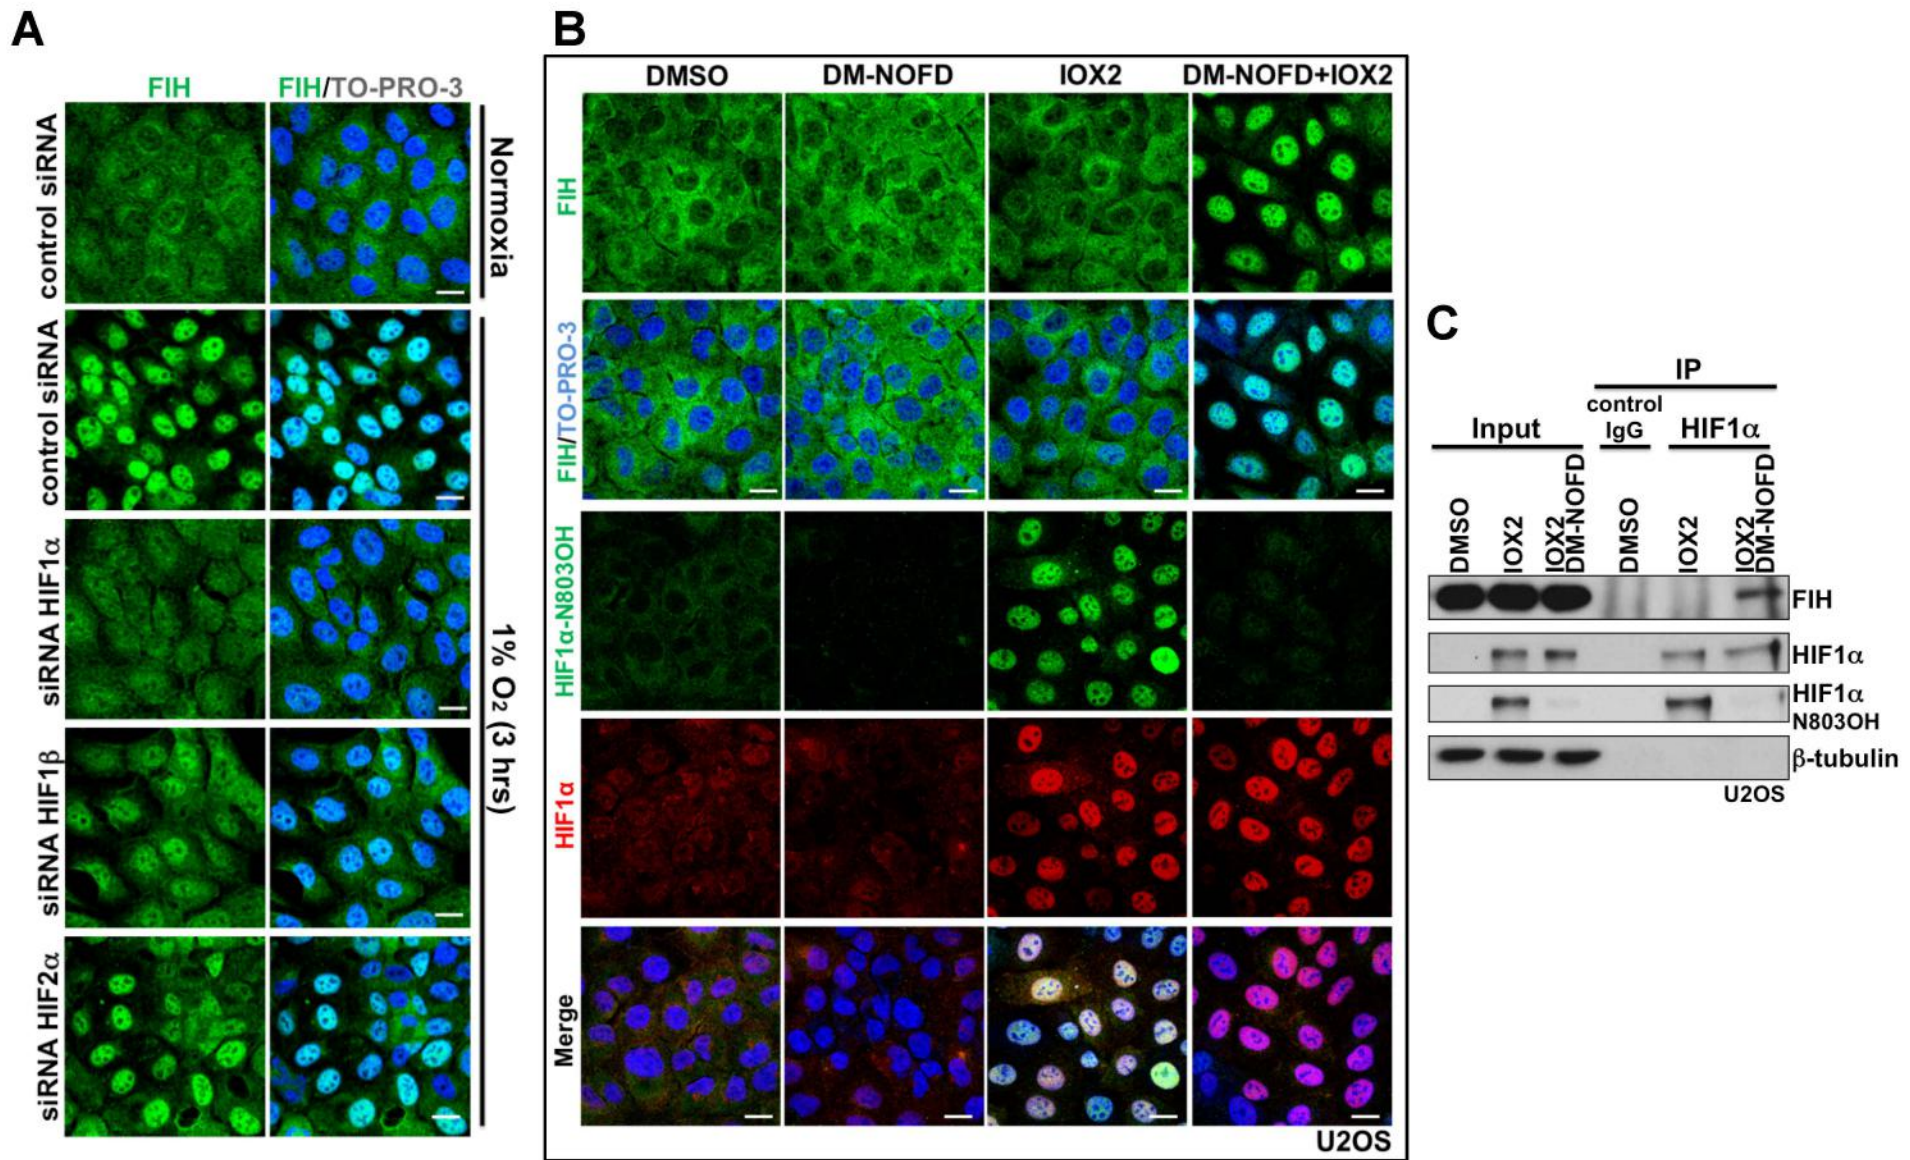 A
FIH
FIH/TO-PRO-3
control siRNA
Normoxia
control siRNA
siRNA HIF1α
siRNA HIF1β
siRNA HIF2α
1% O₂ (3 hrs)
B
DMSO
DM-NOFD
IOX2
DM-NOFD+IOX2
FIH
FIH/TO-PRO-3
HIF1α-N803OH
HIF1α
Merge
U2OS
C
IP
Input
control
IgG
HIF1α
DMSO
IOX2
IOX2
DM-NOFD
DMSO
IOX2
IOX2
DM-NOFD
FIH
HIF1α
HIF1α
N803OH
β-tubulin
U2OS